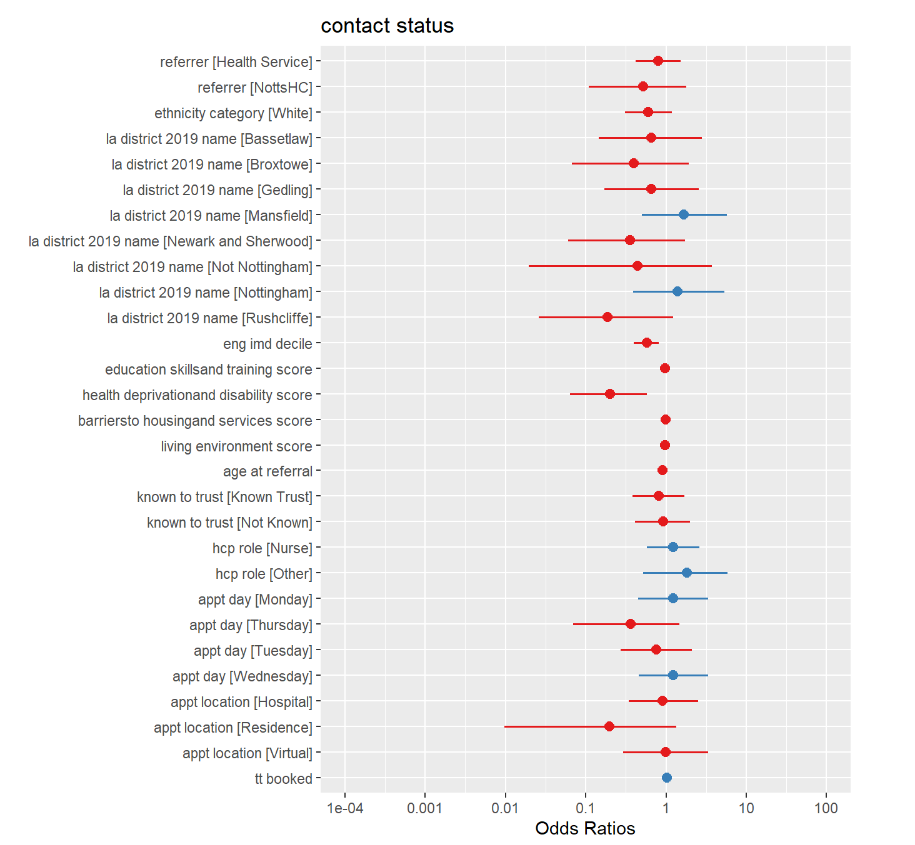 contact status
referrer [Health Service]
referrer [NottsHC]
ethnicity category [White]
la district 2019 name [Bassetlaw]
la district 2019 name [Broxtowe]
la district 2019 name [Gedling]
la district 2019 name [Mansfield]
la district 2019 name [Newark and Sherwood]
la district 2019 name [Not Nottingham]
la district 2019 name [Nottingham]
la district 2019 name [Rushcliffe]
eng imd decile
education skillsand training score
health deprivationand disability score
barriersto housingand services score
living environment score
age at referral
known to trust [Known Trust]
known to trust [Not Known]
hcp role [Nurse]
hcp role [Other]
appt day [Monday]
appt day [Thursday]
appt day [Tuesday]
appt day [Wednesday]
appt location [Hospital]
appt location [Residence]
appt location [Virtual]
tt booked
1e-04 0.001 0.01 0.1 1 10 100
Odds Ratios